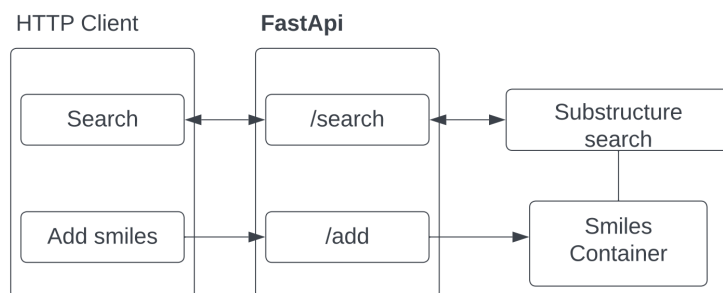 HTTP Client
FastApi
Search
/search
Substructure
search
Add smiles
/add
Smiles
Container